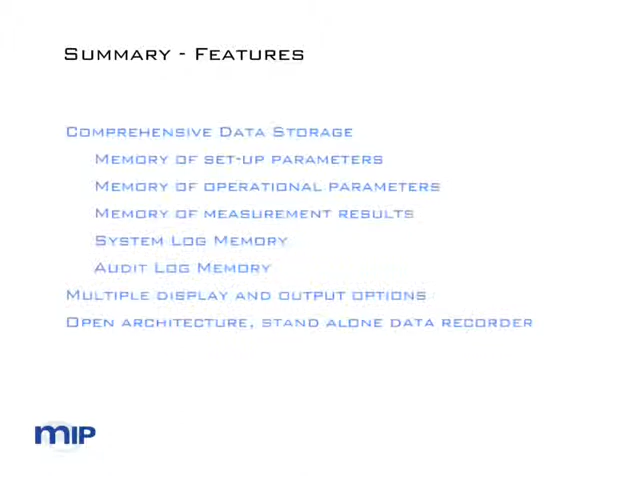 Summary - Features
Comprehensive Data Storage
Memory of set-up parameters
Memory of operational parameters
Memory of measurement results
System Log Memory
Audit Log Memory
Multiple display and output options
Open architecture, stand alone data recorder
mIP